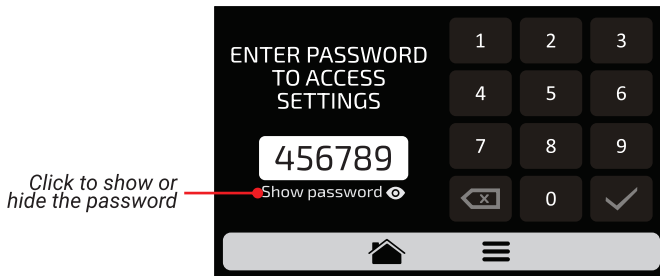 ENTER PASSWORD
TO ACCESS
SETTINGS
456789
Show password
Click to show or
hide the password
1 2 3
4 5 6
7 8 9
0